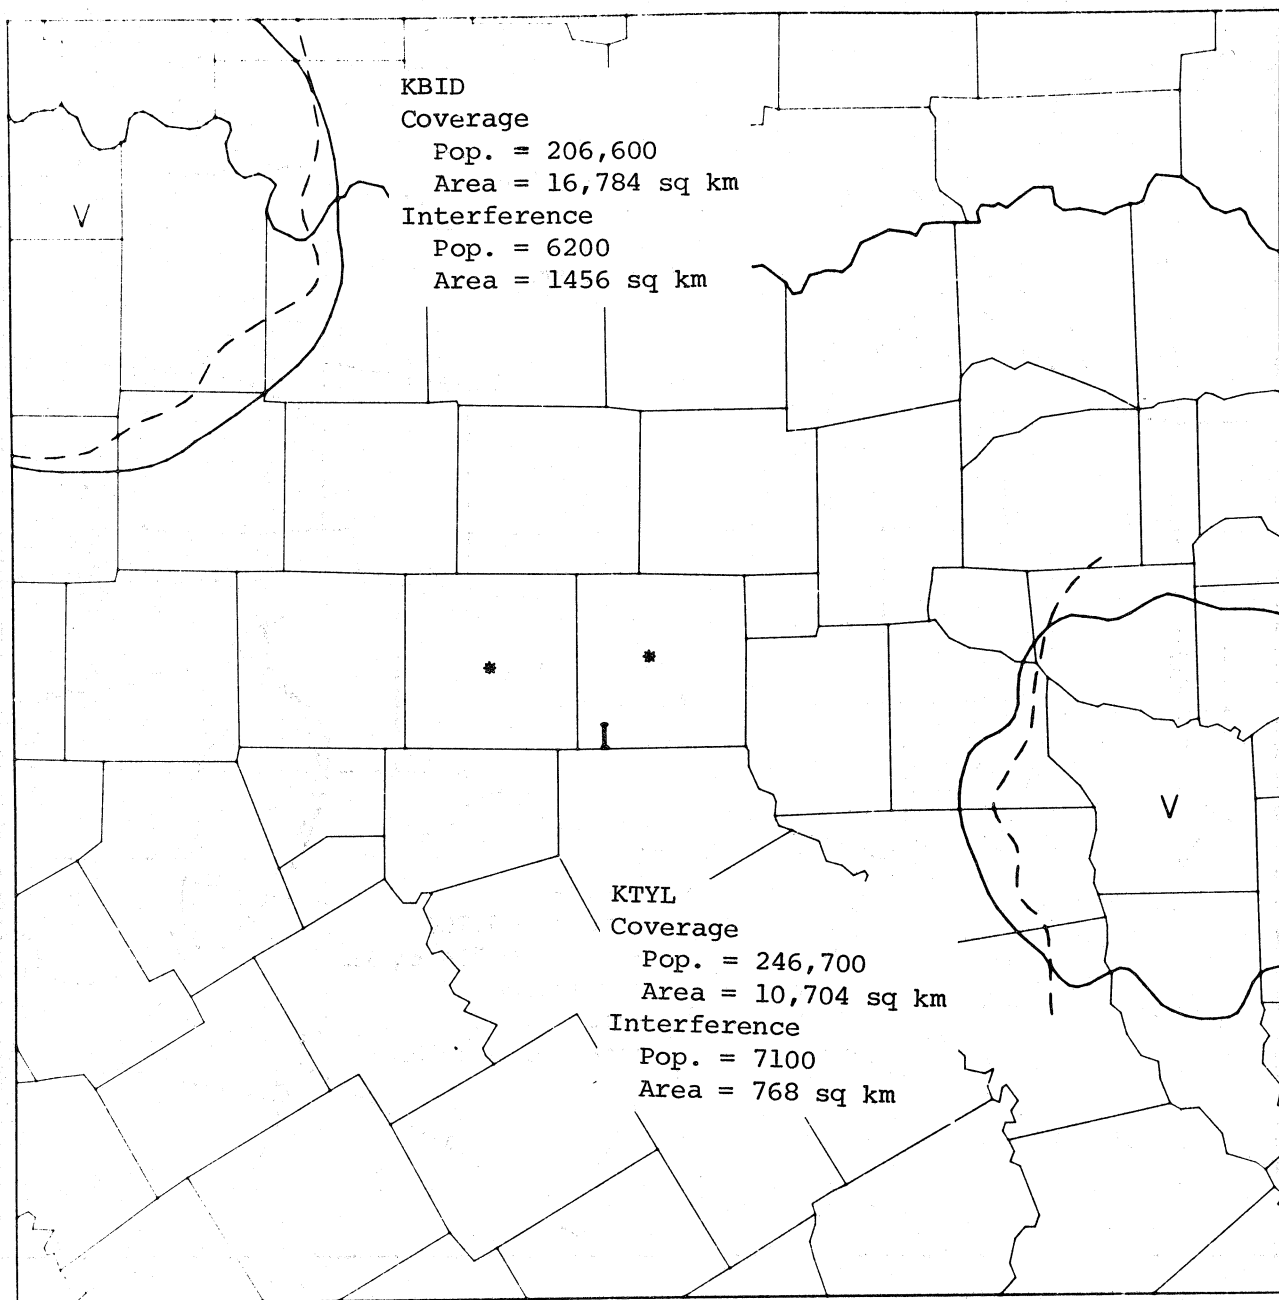 KBID
Coverage
Pop. = 206,600
Area = 16,784 sq km
Interference
Pop. = 6200
Area = 1456 sq km
V
V
KTYL
Coverage
Pop. = 246,700
Area = 10,704 sq km
Interference
Pop. = 7100
Area = 768 sq km